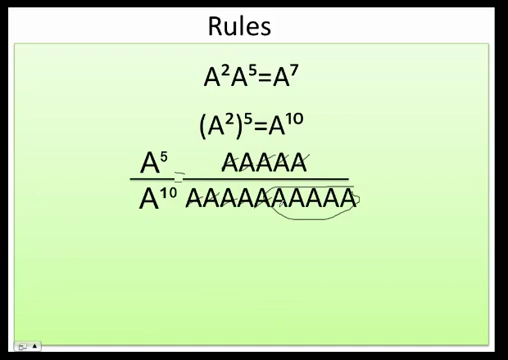 Rules
A²A⁵=A⁷
(A²)⁵=A¹⁰
A⁵ AAAAA
A¹⁰ = AAAAAAAAAA